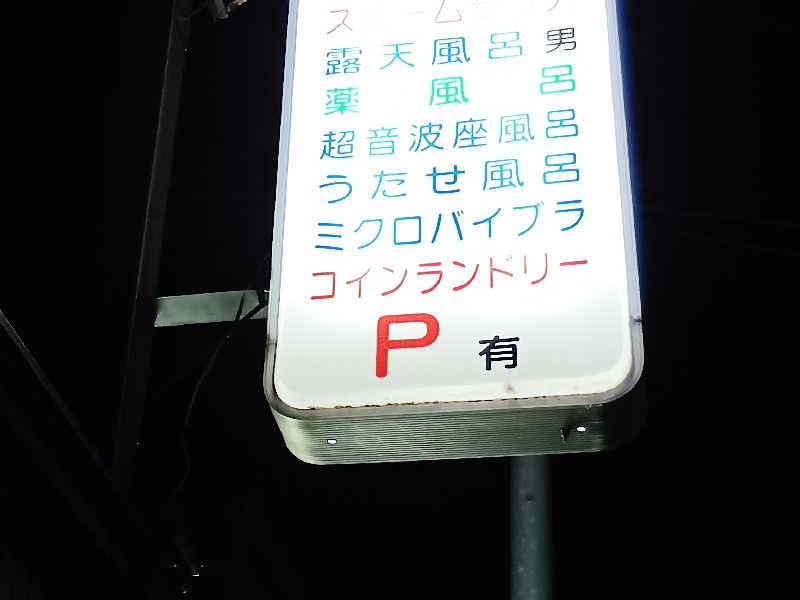 露天風呂男
薬風呂
超音波座風呂
うたせ風呂
ミクロバイブラ
コインランドリー
P 有